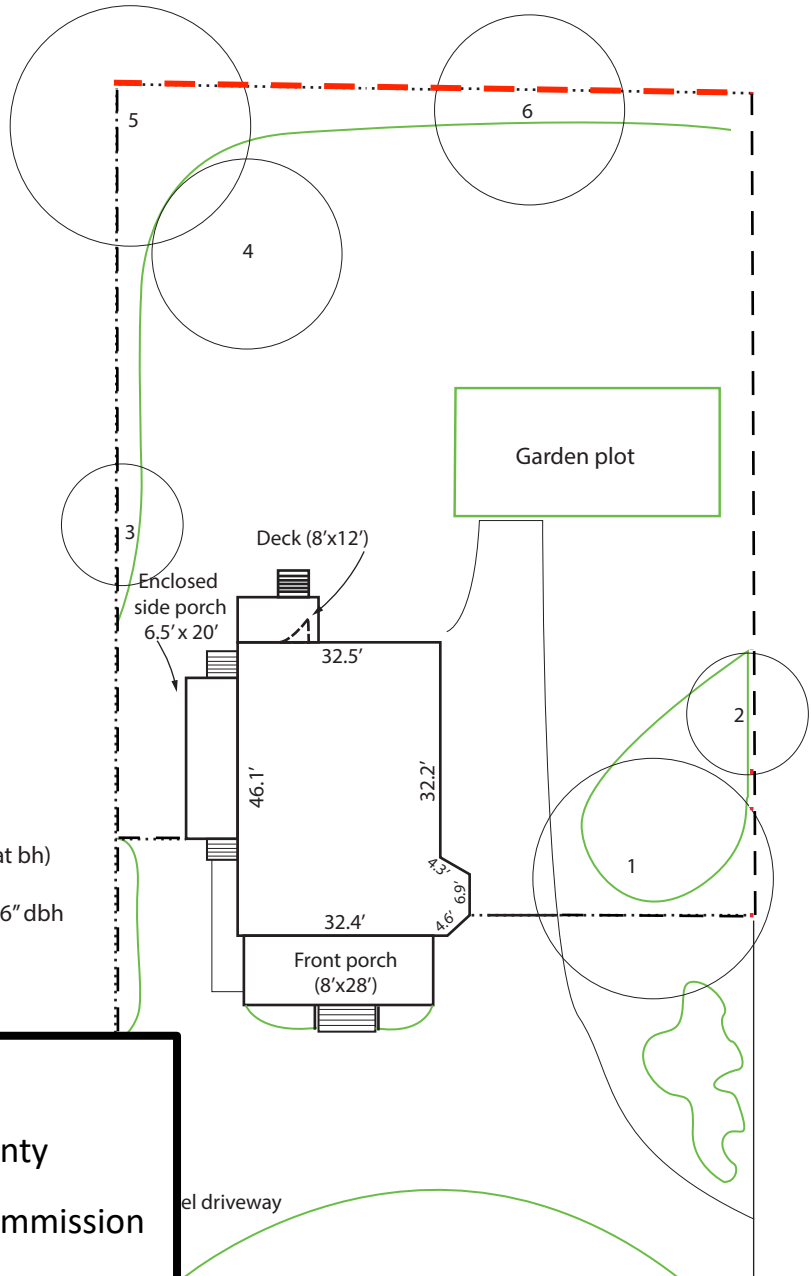 5
6
4
Garden plot
3
Deck (8'x12')
Enclosed
side porch
6.5' x 20'
32.5'
2
46.1'
32.2'
at bh)
4.3'
1
6.9'
6" dbh
32.4'
4.6'
Front porch
(8'x28')
nty
el driveway
mmission